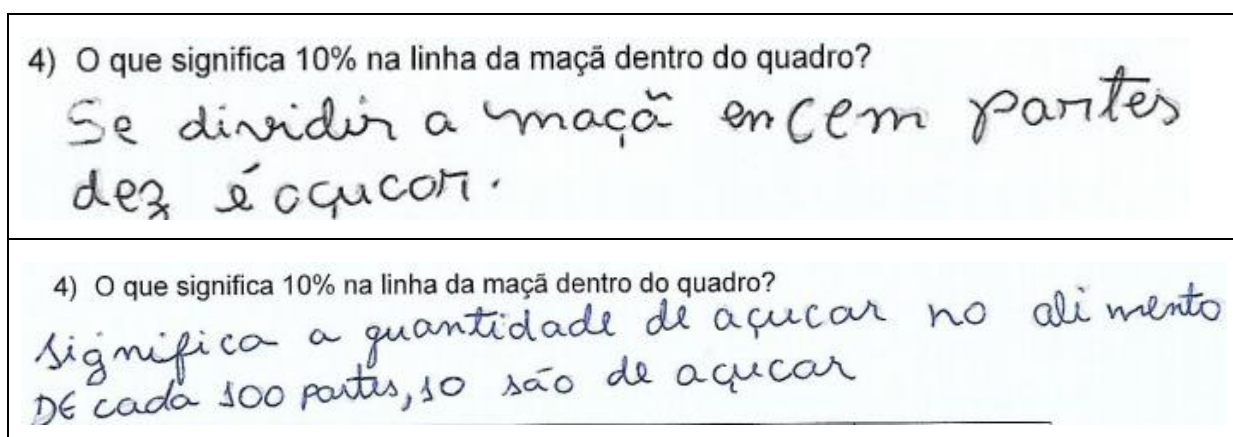 4) O que significa 10% na linha da maçã dentro do quadro?
Se dividir a maçã em cem partes
dez é açucar.
4) O que significa 10% na linha da maçã dentro do quadro?
significa a quantidade de açucar no alimento
DE cada 100 partes, 10 são de açucar